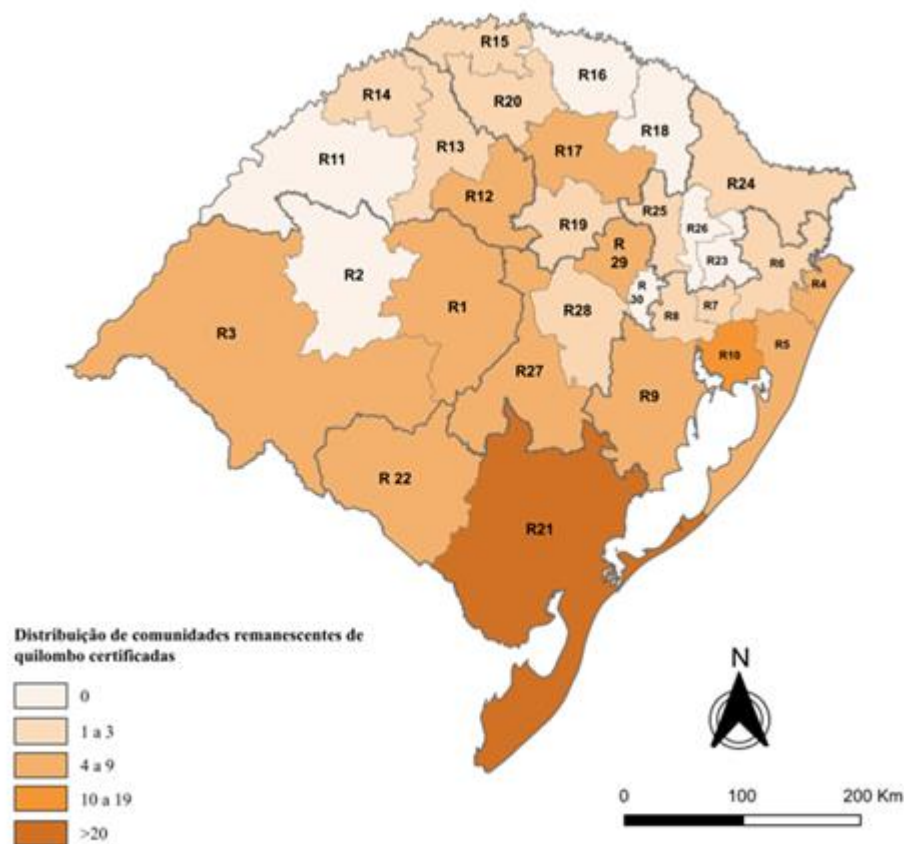 R15
R16
R14
R20
R18
R13
R17
R11
R24
R12
R25
R19
R26
R
29
R23
R6
R2
R4
R
30
R7
R1
R28
R8
R3
R5
R10
R27
R9
R 22
R21
Distribuição de comunidades remanescentes de
quilombo certificadas
0
1 a 3
4 a 9
10 a 19
>20
N
0 100 200 Km